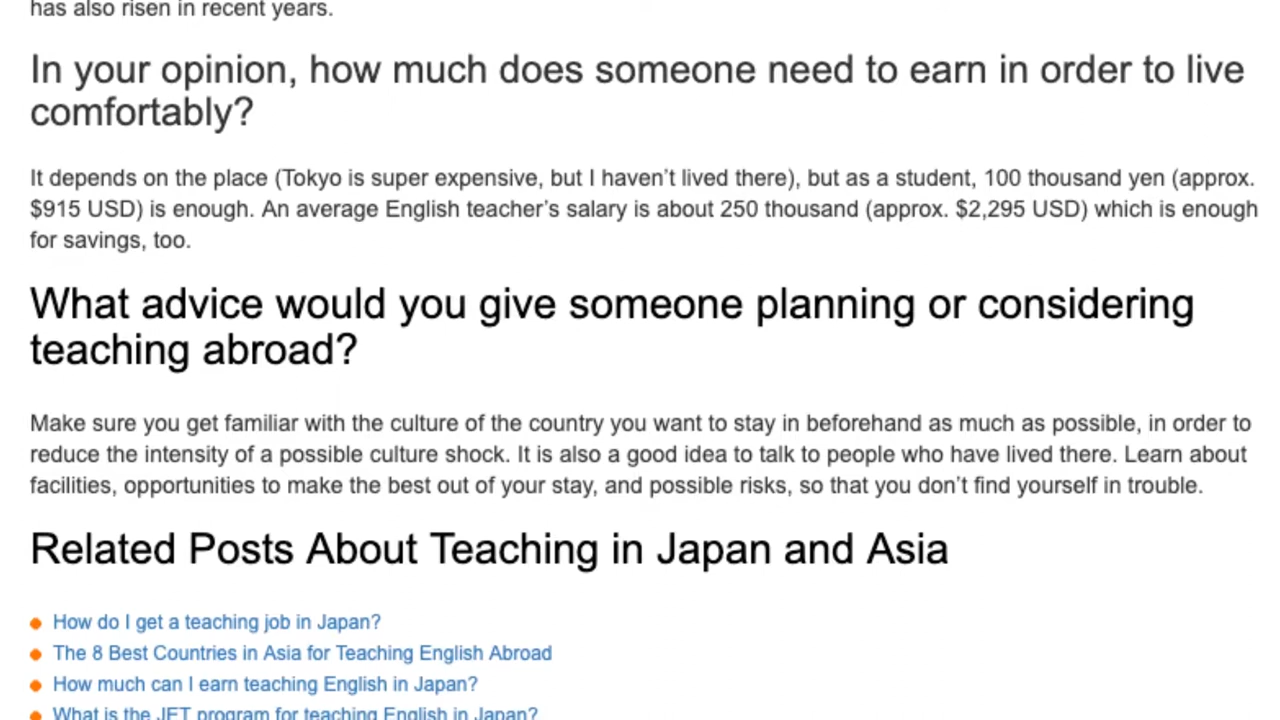 has also risen in recent years.
In your opinion, how much does someone need to earn in order to live
comfortably?
It depends on the place (Tokyo is super expensive, but I haven’t lived there), but as a student, 100 thousand yen (approx.
$915 USD) is enough. An average English teacher’s salary is about 250 thousand (approx. $2,295 USD) which is enough
for savings, too.
What advice would you give someone planning or considering
teaching abroad?
Make sure you get familiar with the culture of the country you want to stay in beforehand as much as possible, in order to
reduce the intensity of a possible culture shock. It is also a good idea to talk to people who have lived there. Learn about
facilities, opportunities to make the best out of your stay, and possible risks, so that you don’t find yourself in trouble.
Related Posts About Teaching in Japan and Asia
How do I get a teaching job in Japan?
The 8 Best Countries in Asia for Teaching English Abroad
How much can I earn teaching English in Japan?
What is the JET program for teaching English in Japan?